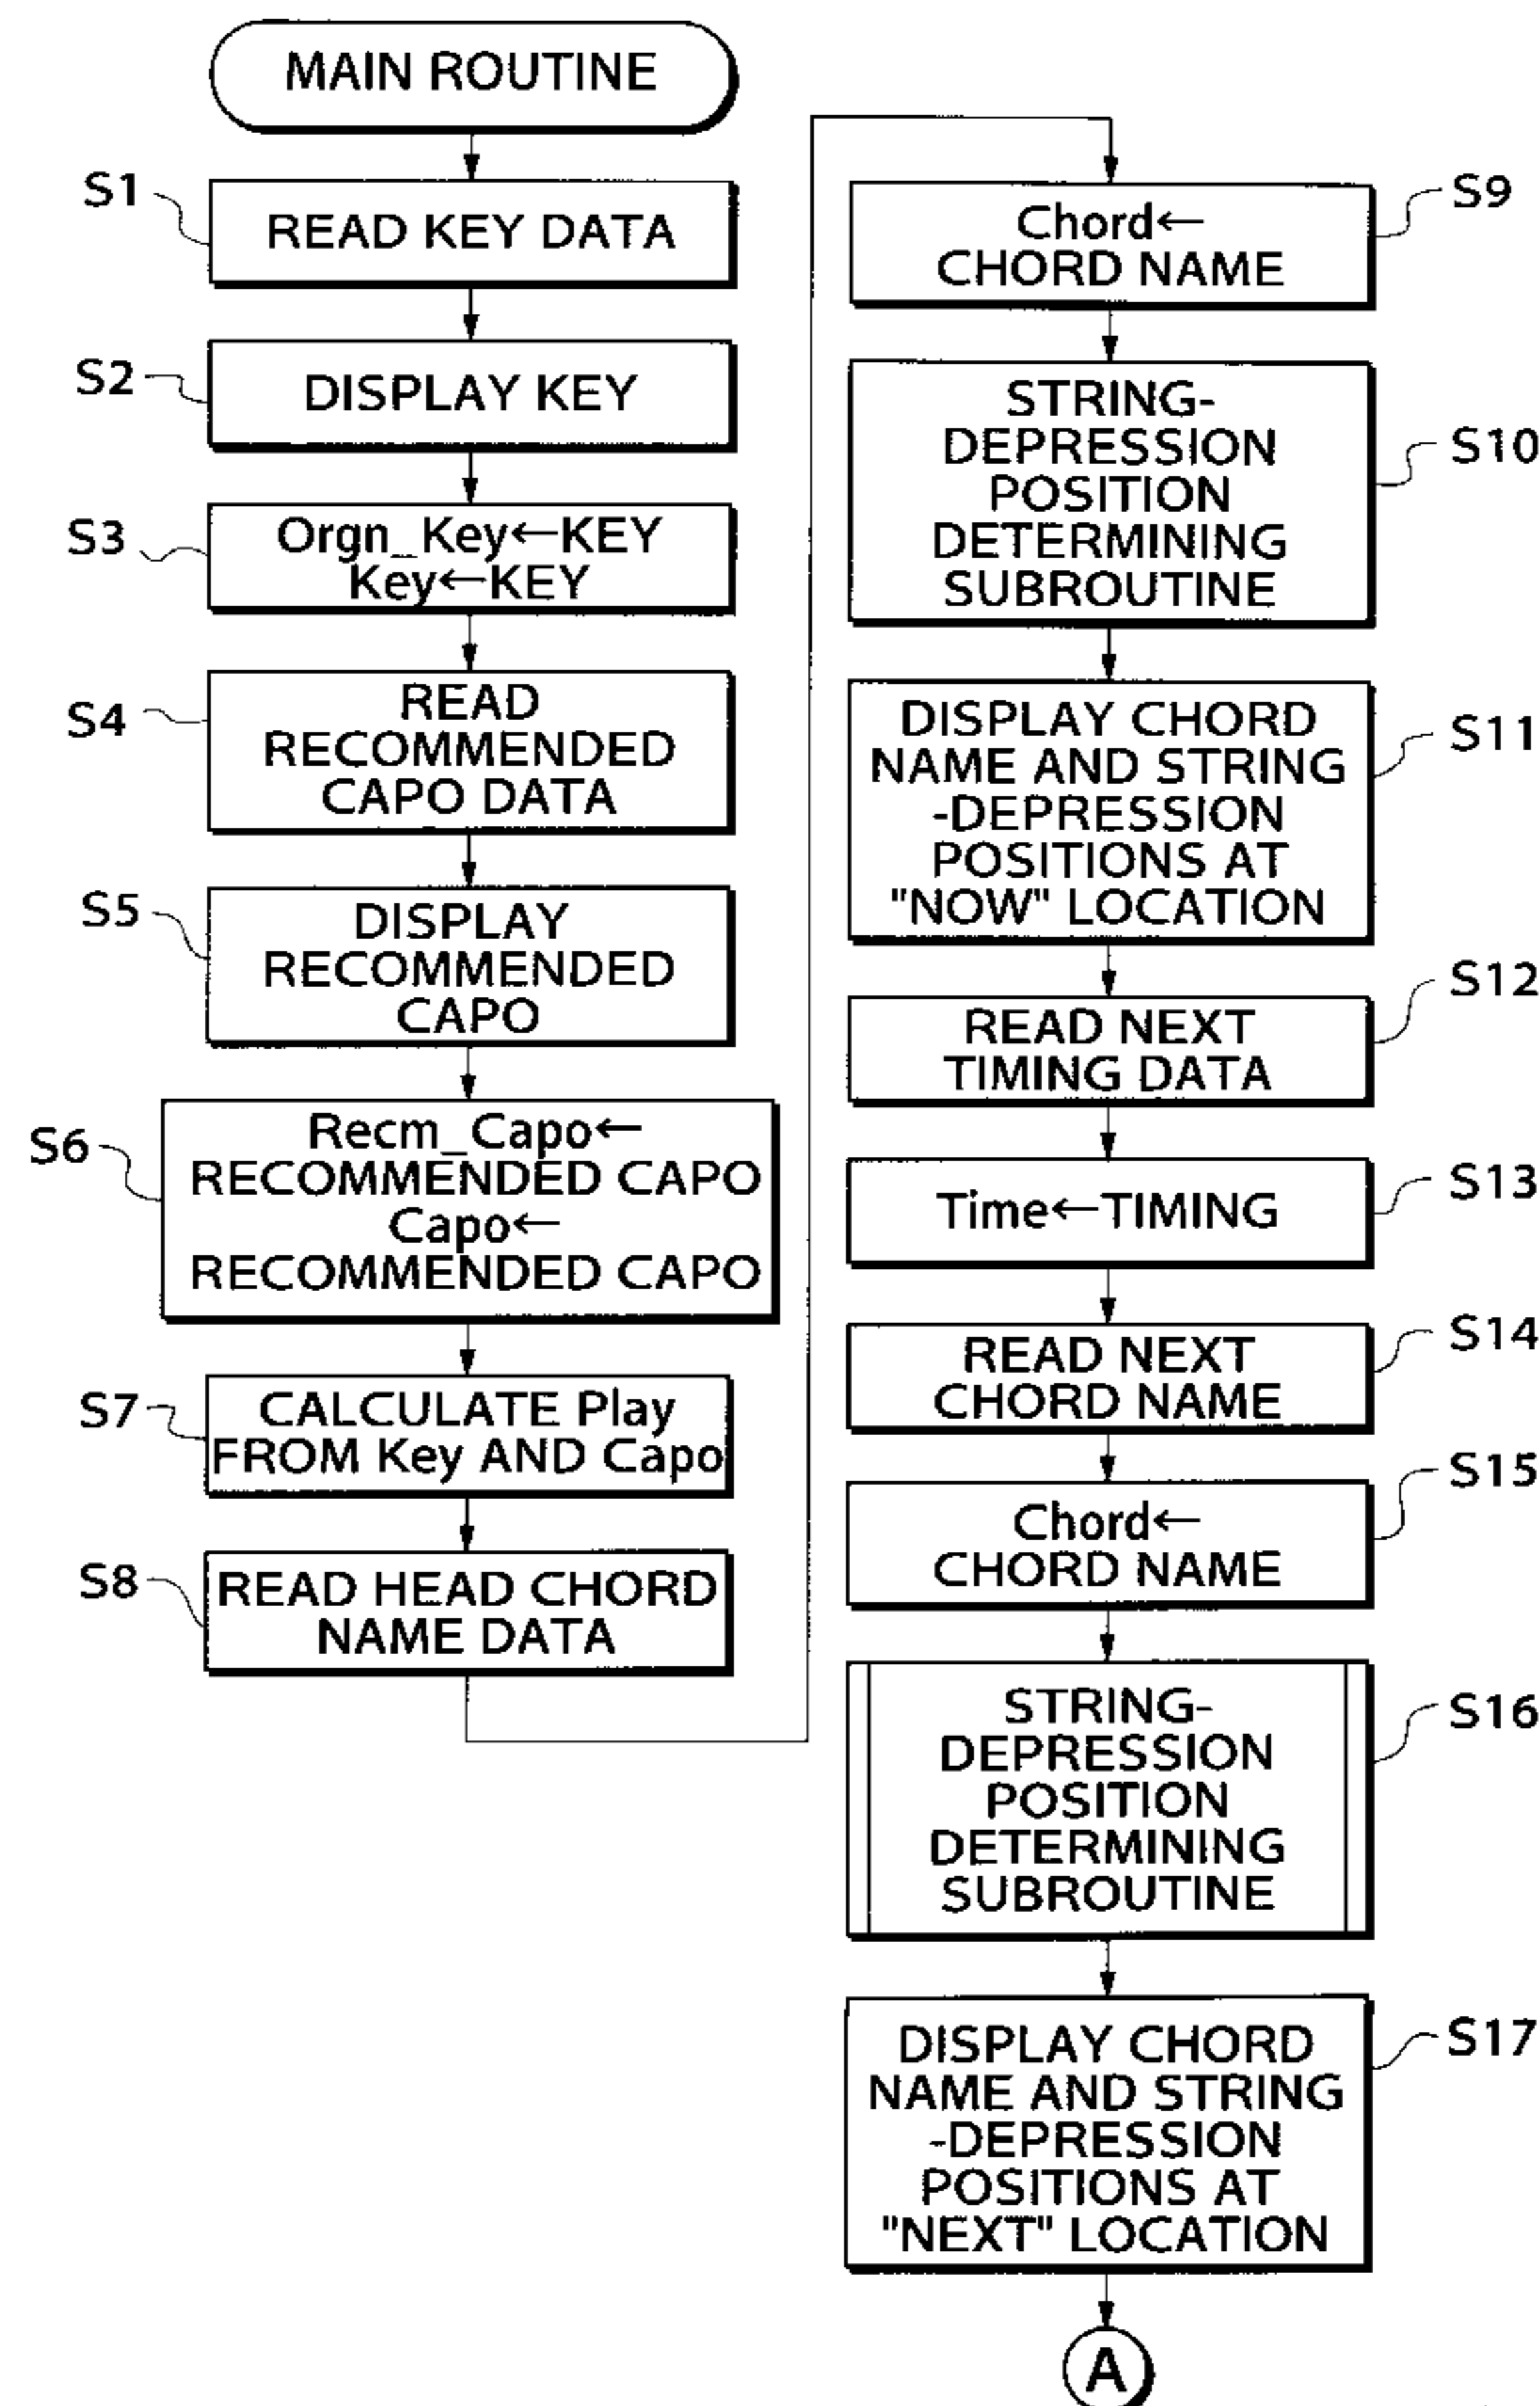 MAIN ROUTINE
S1
READ KEY DATA
S2
DISPLAY KEY
S3
Orgn_Key←KEY
Key←KEY
S4
READ
RECOMMENDED
CAPO DATA
S5
DISPLAY
RECOMMENDED
CAPO
S6
Recm_Capo←
RECOMMENDED CAPO
Capo←
RECOMMENDED CAPO
S7
CALCULATE Play
FROM Key AND Capo
S8
READ HEAD CHORD
NAME DATA
S9
Chord←
CHORD NAME
S10
STRING-
DEPRESSION
POSITION
DETERMINING
SUBROUTINE
S11
DISPLAY CHORD
NAME AND STRING
-DEPRESSION
POSITIONS AT
"NOW" LOCATION
S12
READ NEXT
TIMING DATA
S13
Time←TIMING
S14
READ NEXT
CHORD NAME
S15
Chord←
CHORD NAME
S16
STRING-
DEPRESSION
POSITION
DETERMINING
SUBROUTINE
S17
DISPLAY CHORD
NAME AND STRING
-DEPRESSION
POSITIONS AT
"NEXT" LOCATION
A